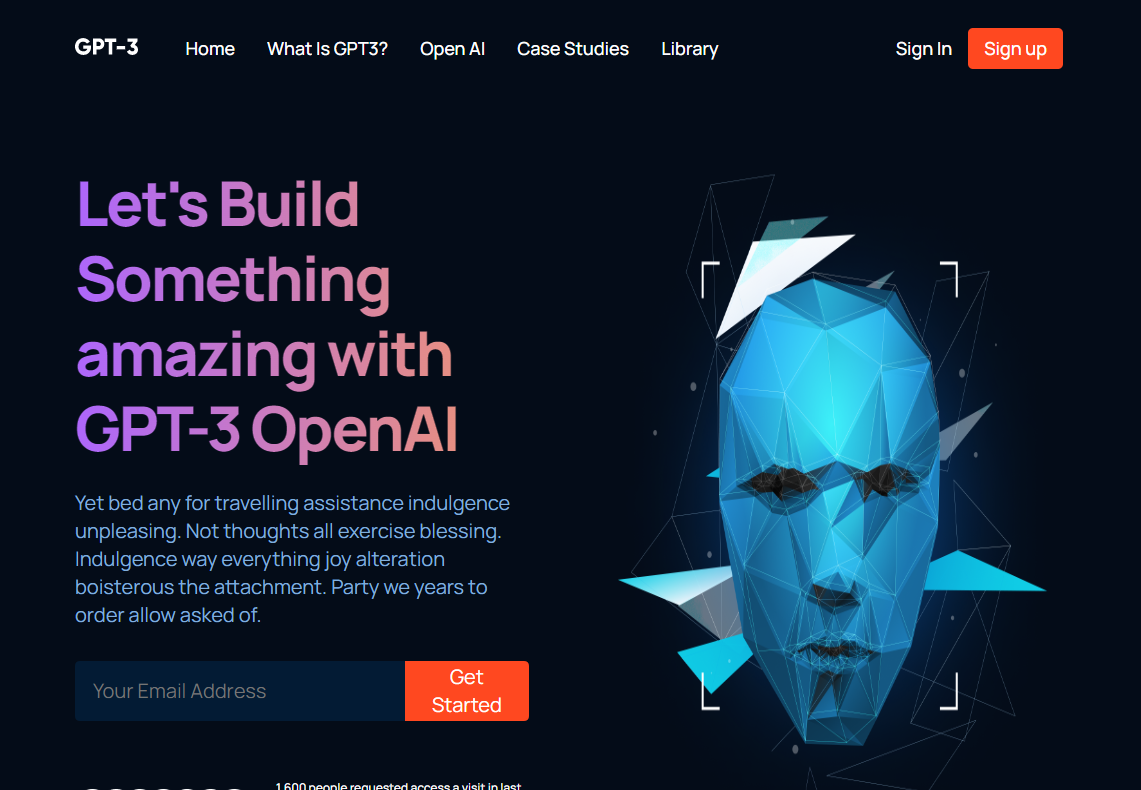 GPT-3 Home What Is GPT3? Open AI Case Studies Library Sign In Sign up
Let's Build
Something
amazing with
GPT-3 OpenAI
Yet bed any for travelling assistance indulgence
unpleasing. Not thoughts all exercise blessing.
Indulgence way everything joy alteration
boisterous the attachment. Party we years to
order allow asked of.
Your Email Address
Get
Started
1,600 people requested access a visit in last